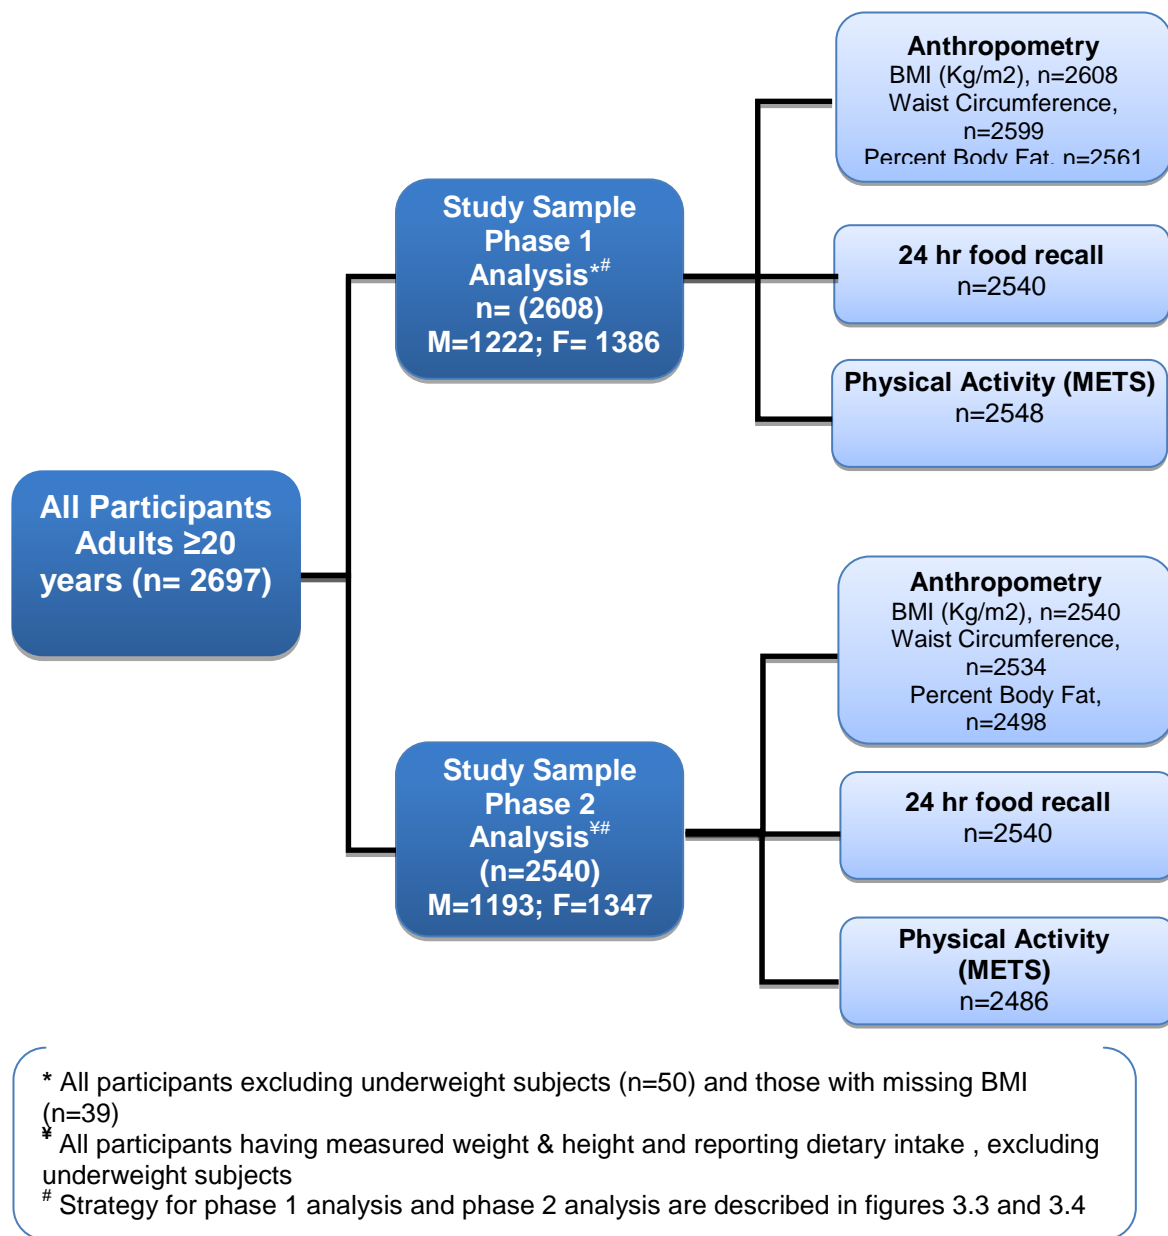 All Participants
Adults ≥20
years (n= 2697)
Study Sample
Phase 1
Analysis*#
n= (2608)
M=1222; F= 1386
Anthropometry
BMI (Kg/m2), n=2608
Waist Circumference,
n=2599
Percent Body Fat, n=2561
24 hr food recall
n=2540
Physical Activity (METS)
n=2548
Study Sample
Phase 2
Analysis¥#
(n=2540)
M=1193; F=1347
Anthropometry
BMI (Kg/m2), n=2540
Waist Circumference,
n=2534
Percent Body Fat,
n=2498
24 hr food recall
n=2540
Physical Activity
(METS)
n=2486
* All participants excluding underweight subjects (n=50) and those with missing BMI
(n=39)
¥ All participants having measured weight & height and reporting dietary intake , excluding
underweight subjects
# Strategy for phase 1 analysis and phase 2 analysis are described in figures 3.3 and 3.4